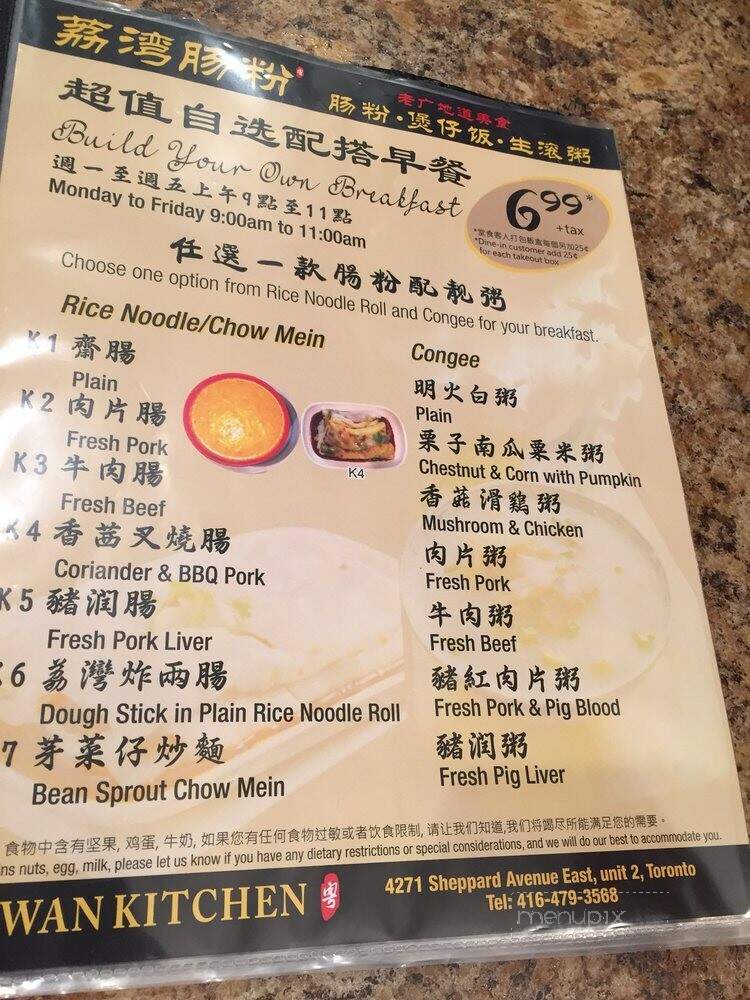 荔湾肠粉
老广地道美食
肠粉·煲仔饭·生滚粥
超值自选配搭早餐
Build Your Own Breakfast
週一至週五上午9點至11點
Monday to Friday 9:00am to 11:00am
6.99*
+tax
*堂食客人打包飯盒每個另加25¢
*Dine-in customer add 25¢
for each takeout box
任選一款腸粉配靚粥
Choose one option from Rice Noodle Roll and Congee for your breakfast.
Rice Noodle/Chow Mein
K1 齋腸
Plain
K2 肉片腸
Fresh Pork
K3 牛肉腸
Fresh Beef
K4 香茜叉燒腸
Coriander & BBQ Pork
K5 豬潤腸
Fresh Pork Liver
K6 荔灣炸兩腸
Dough Stick in Plain Rice Noodle Roll
7 芽菜仔炒麵
Bean Sprout Chow Mein
K4
Congee
明火白粥
Plain
栗子南瓜粟米粥
Chestnut & Corn with Pumpkin
香菇滑鷄粥
Mushroom & Chicken
肉片粥
Fresh Pork
牛肉粥
Fresh Beef
豬紅肉片粥
Fresh Pork & Pig Blood
豬潤粥
Fresh Pig Liver
食物中含有坚果, 鸡蛋, 牛奶, 如果您有任何食物过敏或者饮食限制, 请让我们知道,我们将竭尽所能满足您的需要。
ns nuts, egg, milk, please let us know if you have any dietary restrictions or special considerations, and we will do our best to accommodate you.
WAN KITCHEN 粤
4271 Sheppard Avenue East, unit 2, Toronto
Tel: 416-479-3568
menupix